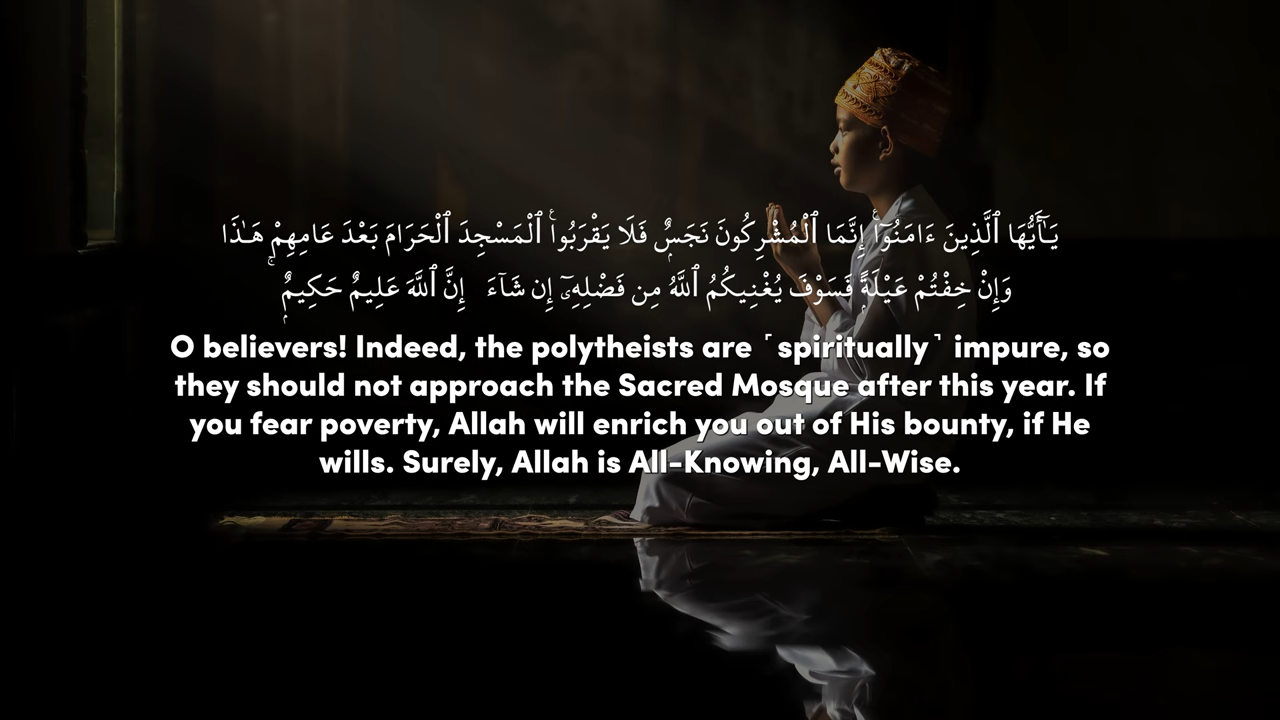 يَـٰٓأَيُّهَا ٱلَّذِينَ ءَامَنُوٓا۟ إِنَّمَا ٱلْمُشْرِكُونَ نَجَسٌۭ فَلَا يَقْرَبُوا۟ ٱلْمَسْجِدَ ٱلْحَرَامَ بَعْدَ عَامِهِمْ هَـٰذَا ۚ
وَإِنْ خِفْتُمْ عَيْلَةًۭ فَسَوْفَ يُغْنِيكُمُ ٱللَّهُ مِن فَضْلِهِۦٓ إِن شَآءَ إِنَّ ٱللَّهَ عَلِيمٌ حَكِيمٌۭ
O believers! Indeed, the polytheists are ˹spiritually˺ impure, so
they should not approach the Sacred Mosque after this year. If
you fear poverty, Allah will enrich you out of His bounty, if He
wills. Surely, Allah is All-Knowing, All-Wise.